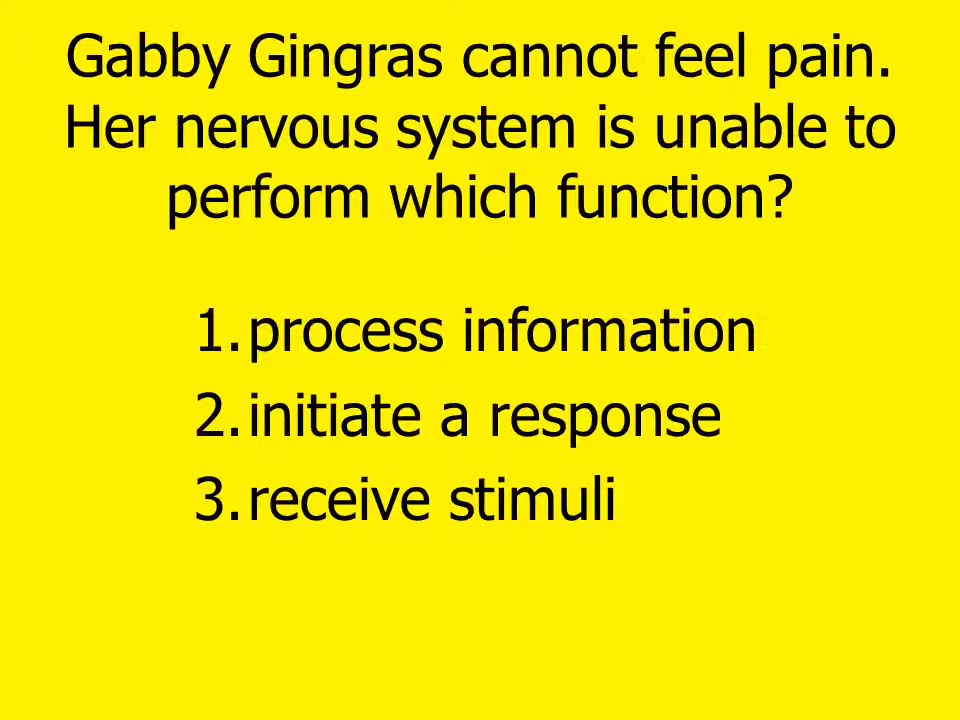 Gabby Gingras cannot feel pain.
Her nervous system is unable to
perform which function?
1. process information
2. initiate a response
3. receive stimuli